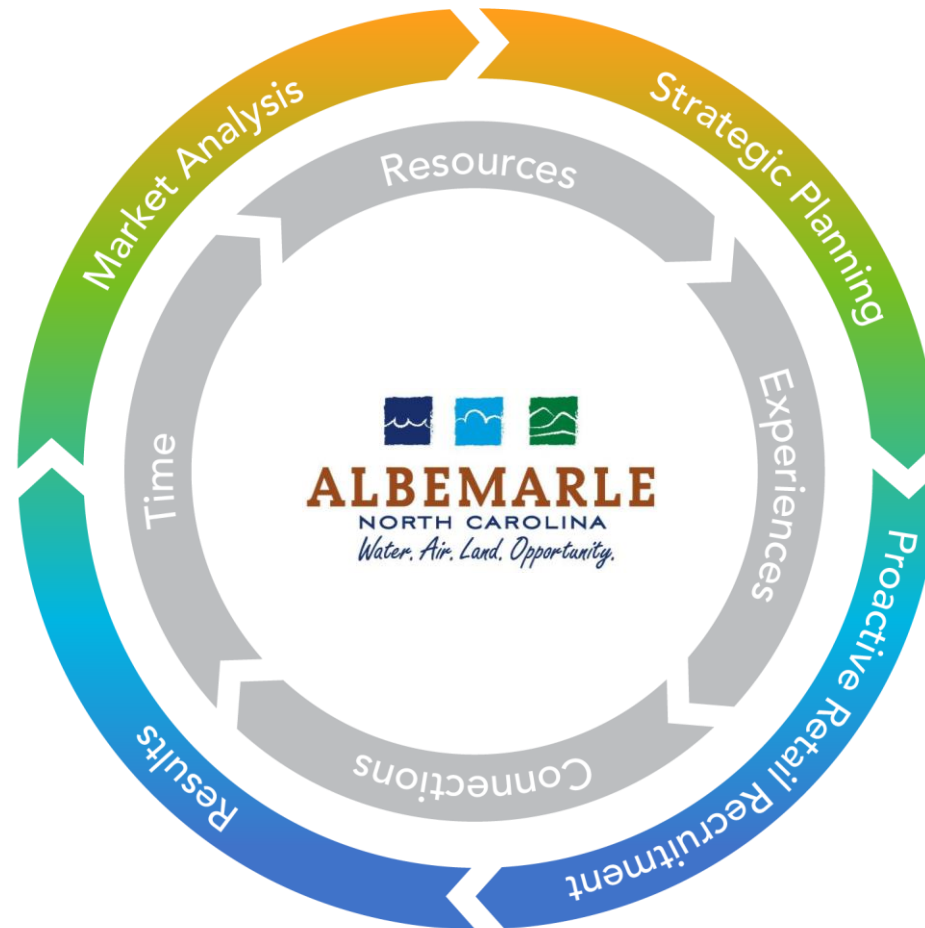 Market Analysis
Strategic Planning
Proactive Retail Recruitment
Results
Resources
Experiences
Connections
Time
ALBEMARLE
NORTH CAROLINA
Water. Air. Land. Opportunity.